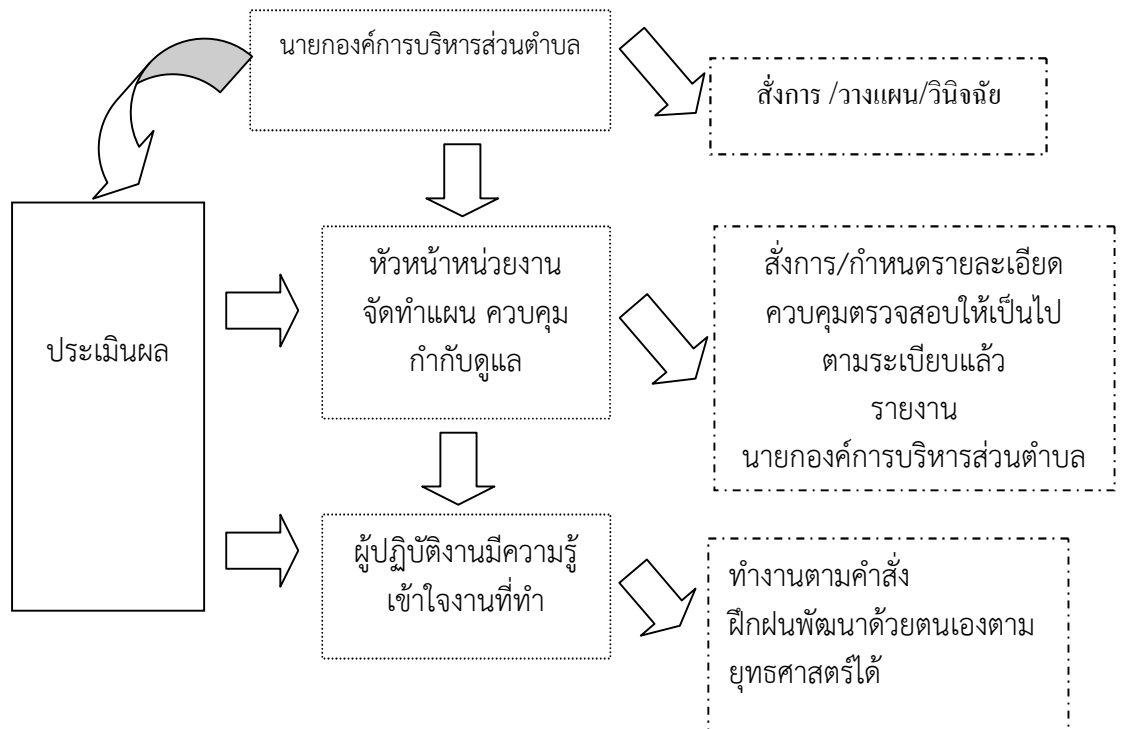 นายกองค์การบริหารส่วนตำบล
สั่งการ /วางแผน/วินิจฉัย
ประเมินผล
หัวหน้าหน่วยงาน
จัดทำแผน ควบคุม
กำกับดูแล
สั่งการ/กำหนดรายละเอียด
ควบคุมตรวจสอบให้เป็นไป
ตามระเบียบแล้ว
รายงาน
นายกองค์การบริหารส่วนตำบล
ผู้ปฏิบัติงานมีความรู้
เข้าใจงานที่ทำ
ทำงานตามคำสั่ง
ฝึกฝนพัฒนาด้วยตนเองตาม
ยุทธศาสตร์ได้